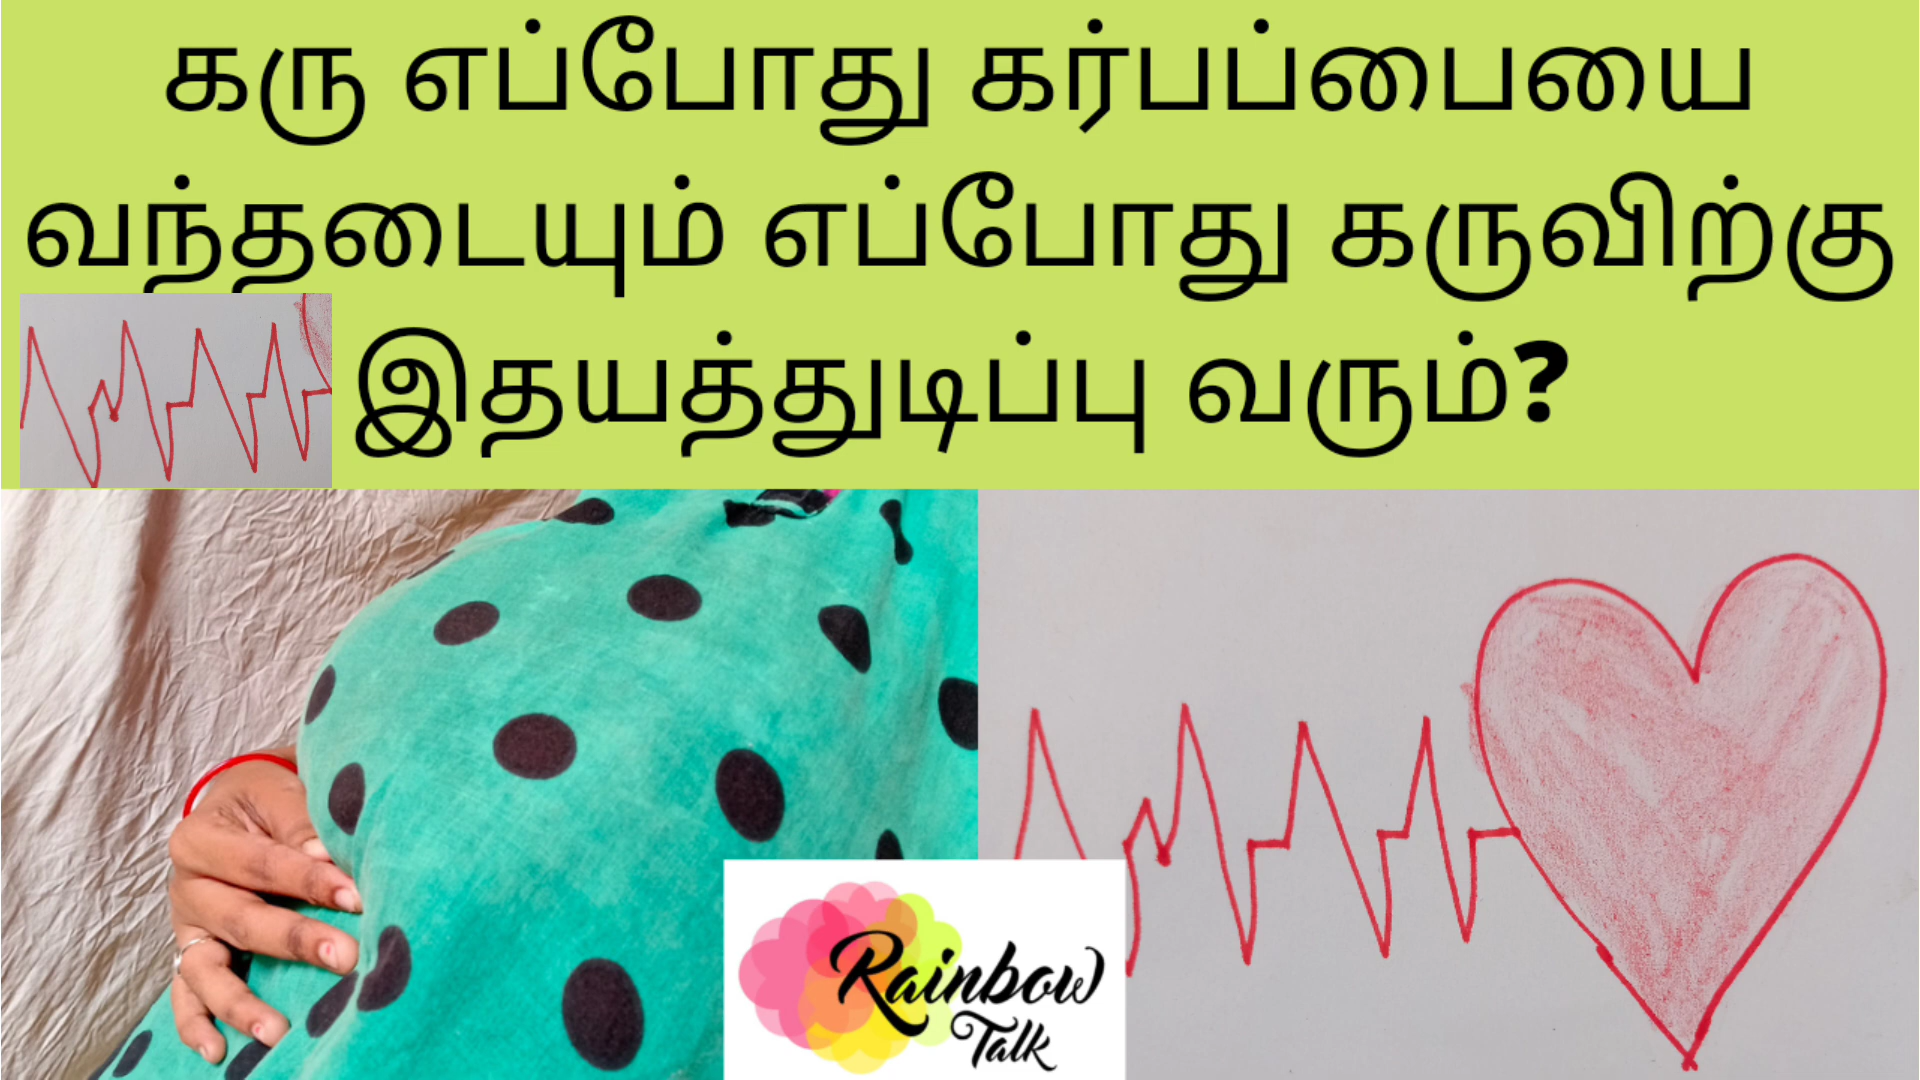 கரு எப்போது கர்பப்பையை
வந்தடையும் எப்போது கருவிற்கு
இதயத்துடிப்பு வரும்?
Rainbow
Talk